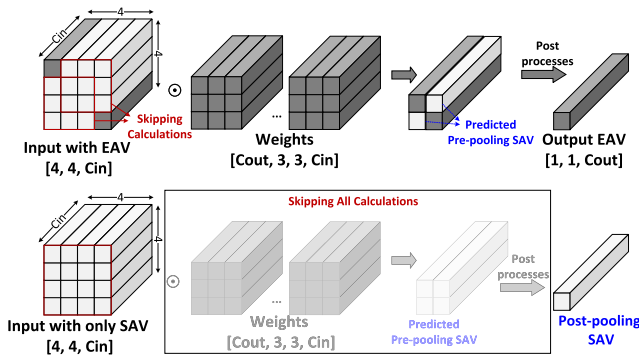 4
Cin
4
Skipping
Calculations
...
Predicted
Pre-pooling SAV
Post
processes
Input with EAV
[4, 4, Cin]
Weights
[Cout, 3, 3, Cin]
Output EAV
[1, 1, Cout]
4
Cin
4
Skipping All Calculations
...
Post
processes
Input with only SAV
[4, 4, Cin]
Weights
[Cout, 3, 3, Cin]
Predicted
Pre-pooling SAV
Post-pooling
SAV